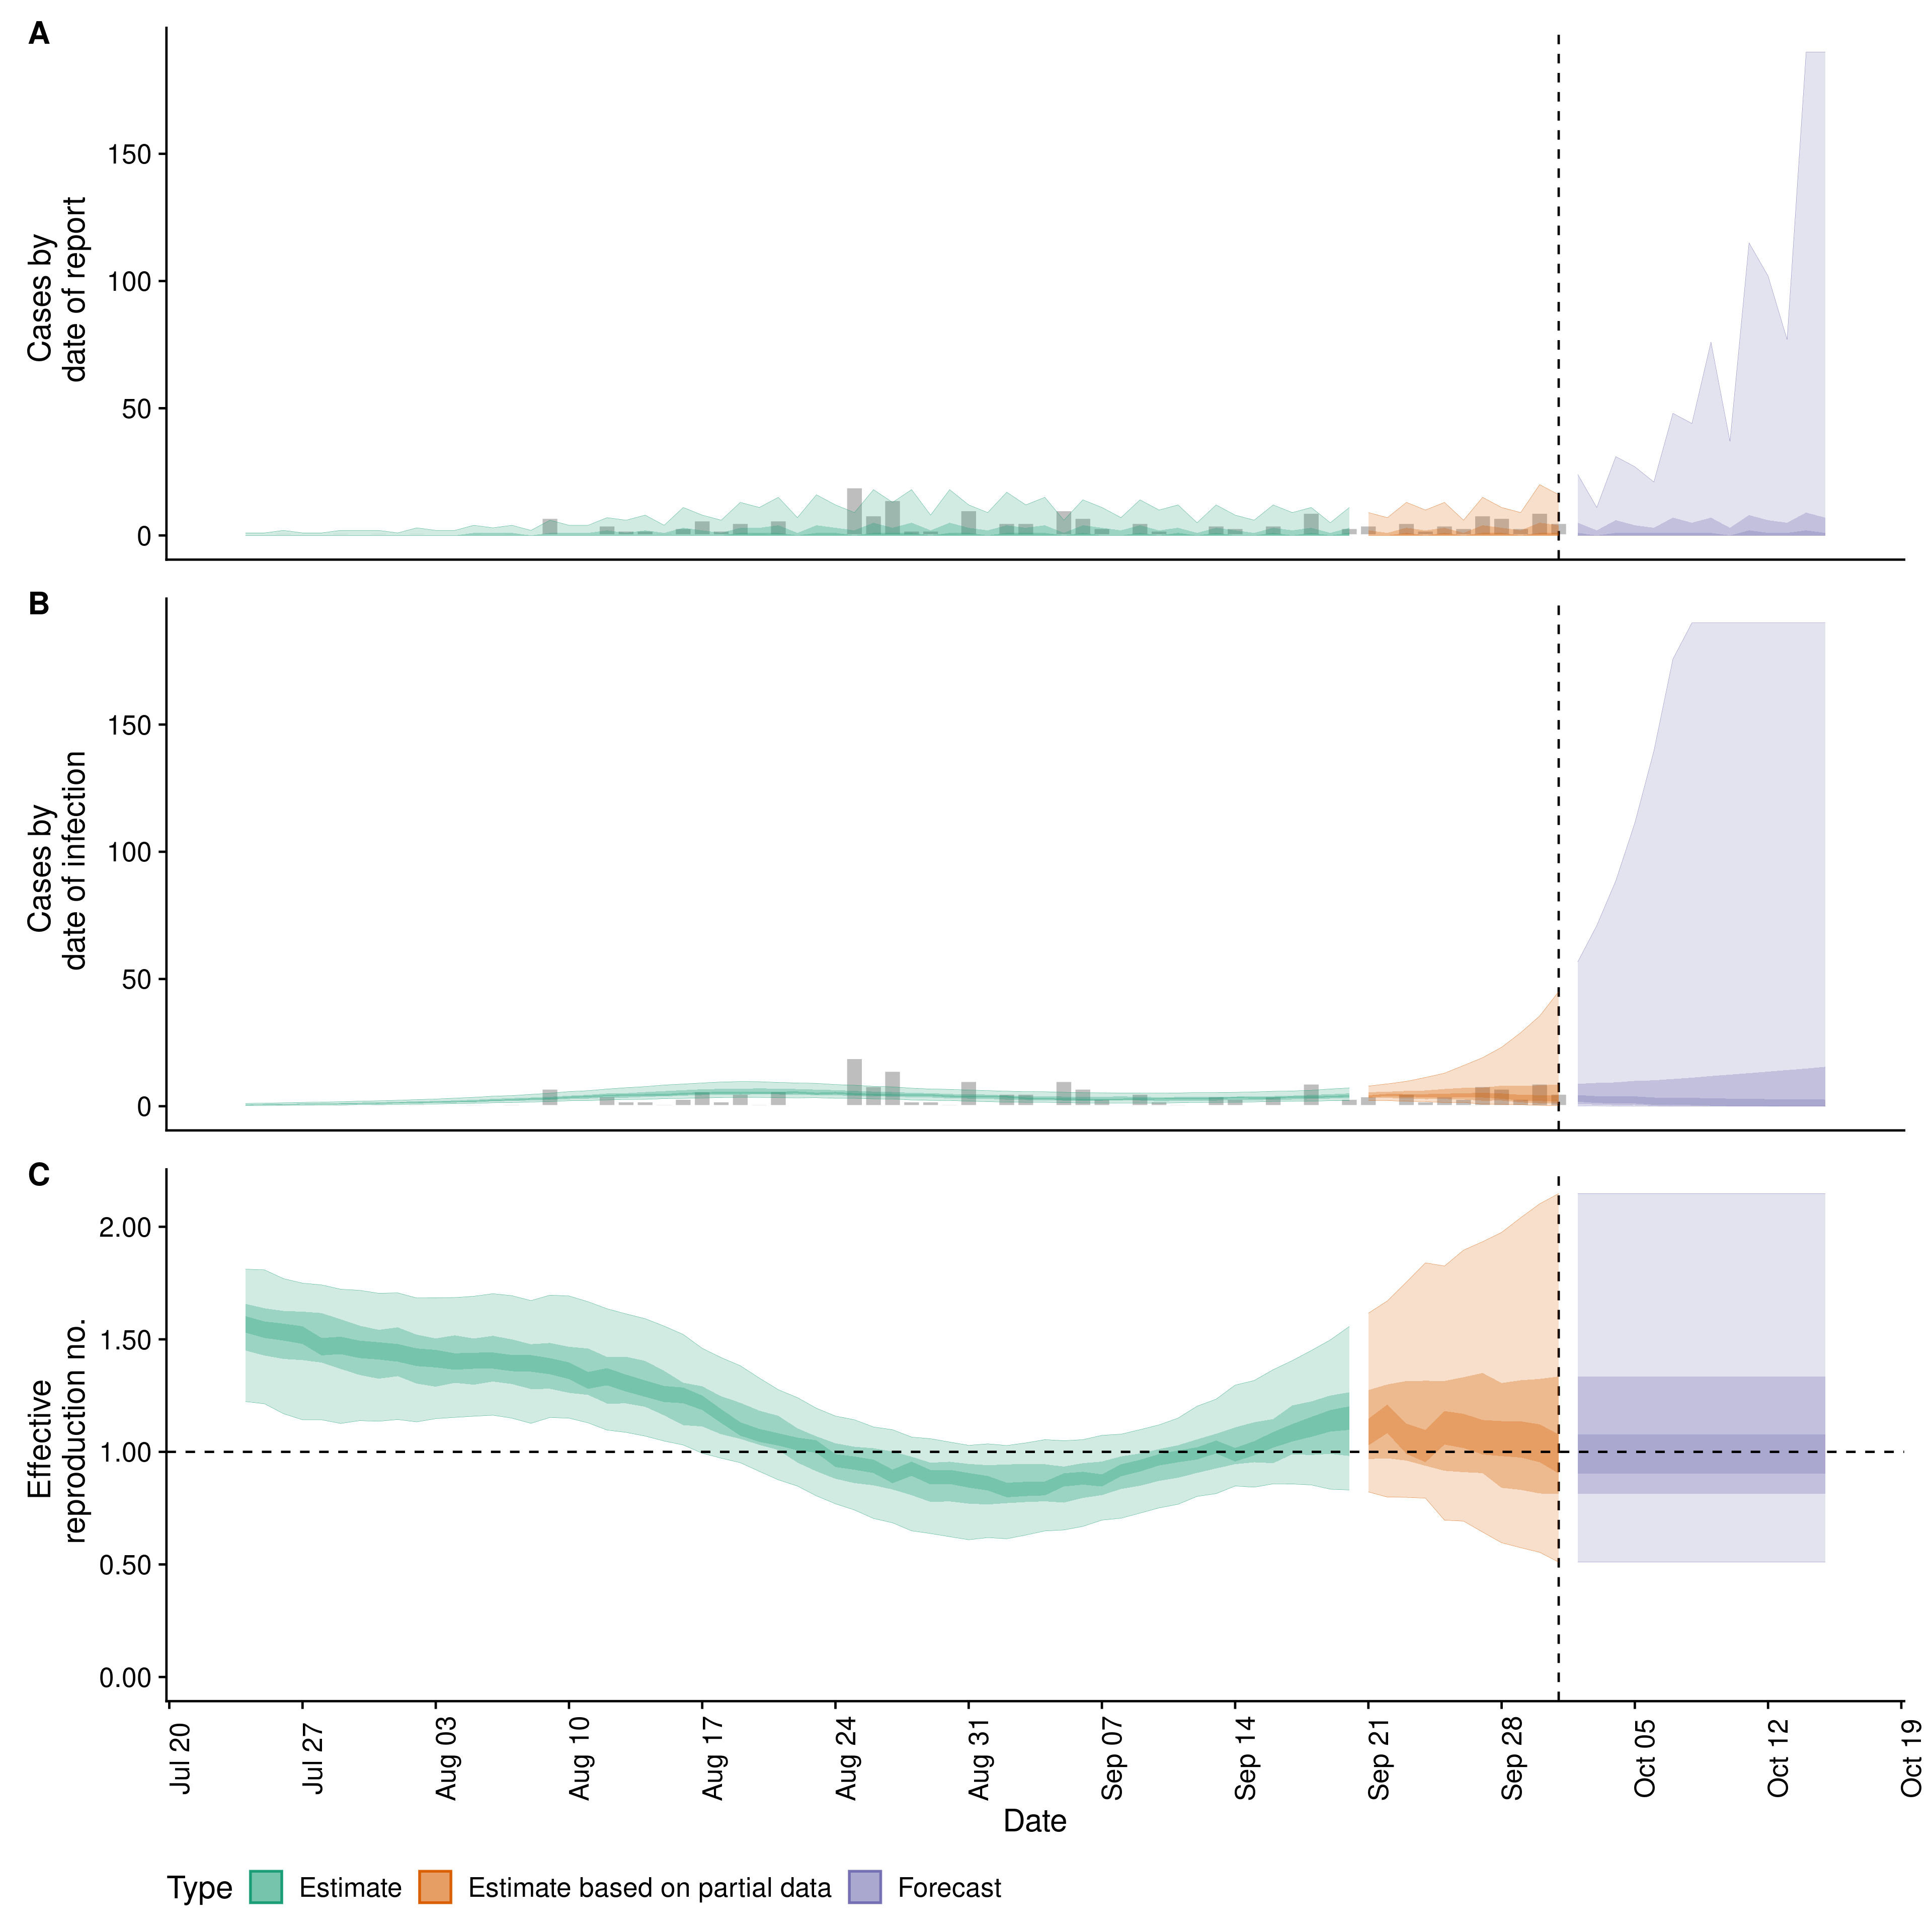 A
Cases by
date of report
150
100
50
0
B
Cases by
date of infection
150
100
50
0
C
Effective
reproduction no.
2.00
1.50
1.00
0.50
0.00
Jul 20
Jul 27
Aug 03
Aug 10
Aug 17
Aug 24
Aug 31
Sep 07
Sep 14
Sep 21
Sep 28
Oct 05
Oct 12
Oct 19
Date
Type Estimate Estimate based on partial data Forecast